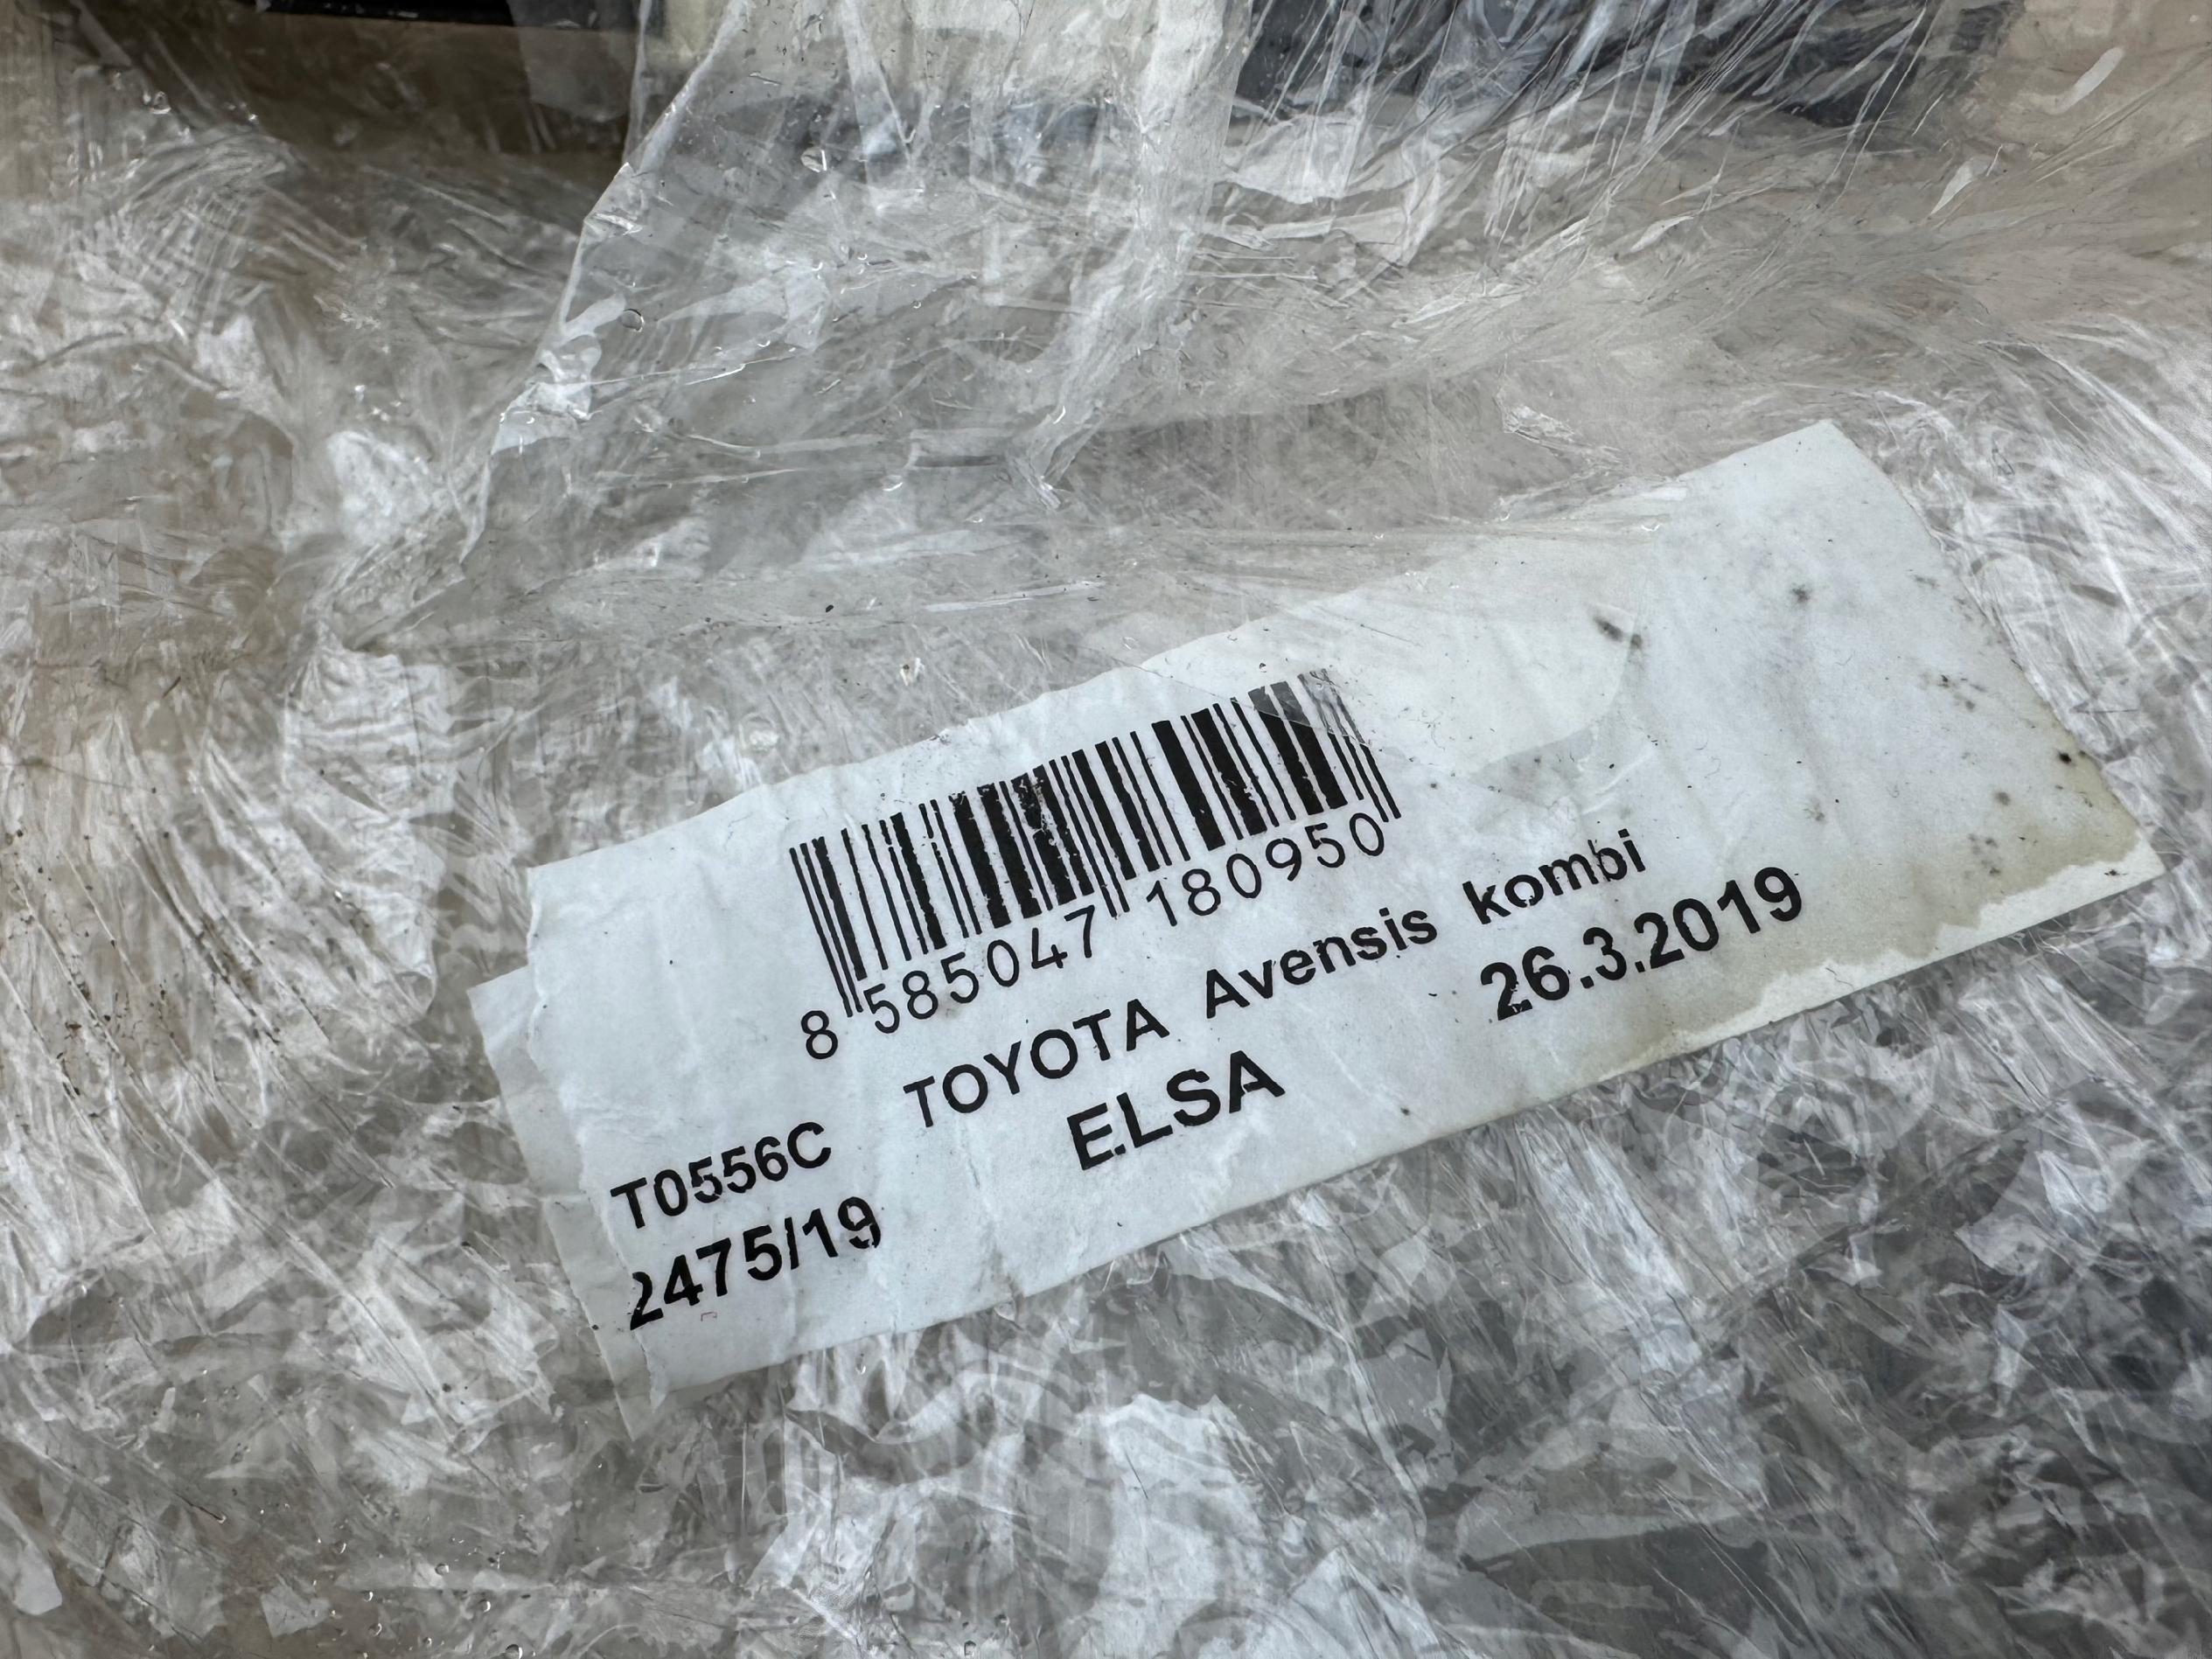 8 585047 180950
T0556C TOYOTA Avensis kombi
2475/19 ELSA 26.3.2019